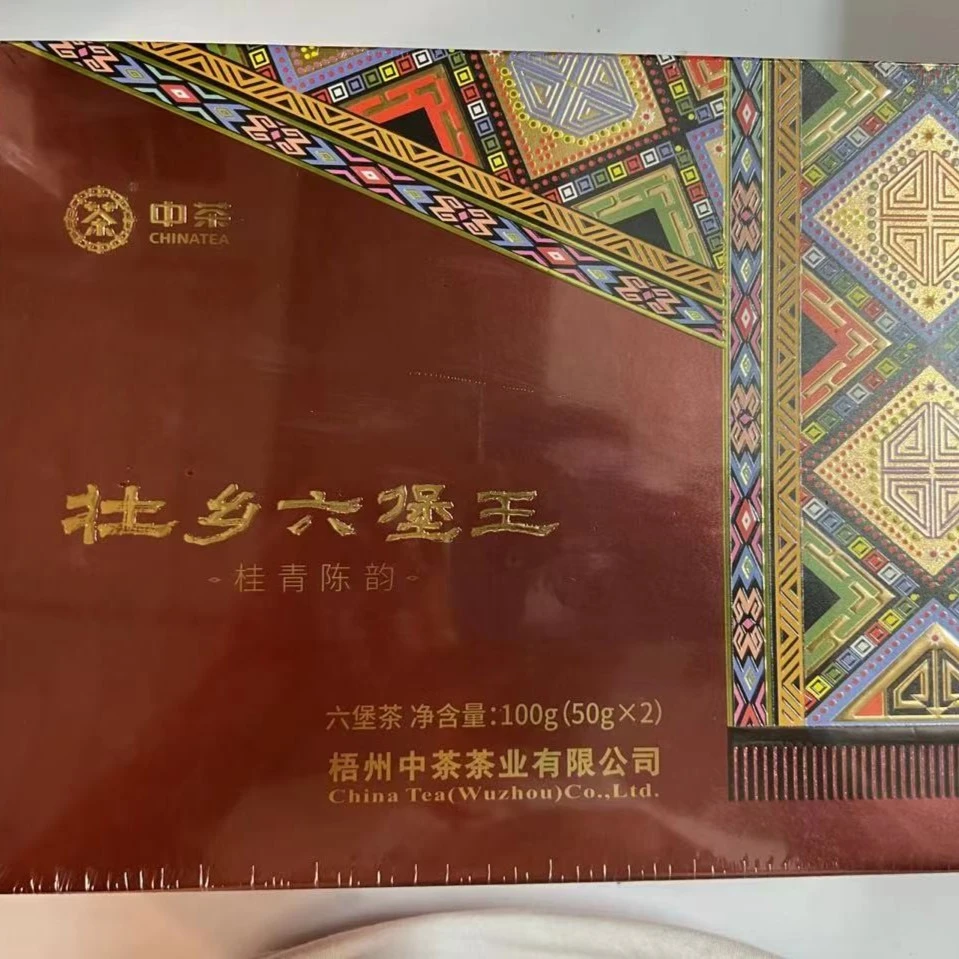 茶
中茶
CHINATEA
壮乡六堡王
桂青陈韵
六堡茶 净含量:100g(50g×2)
梧州中茶茶业有限公司
China Tea(Wuzhou)Co.,Ltd.